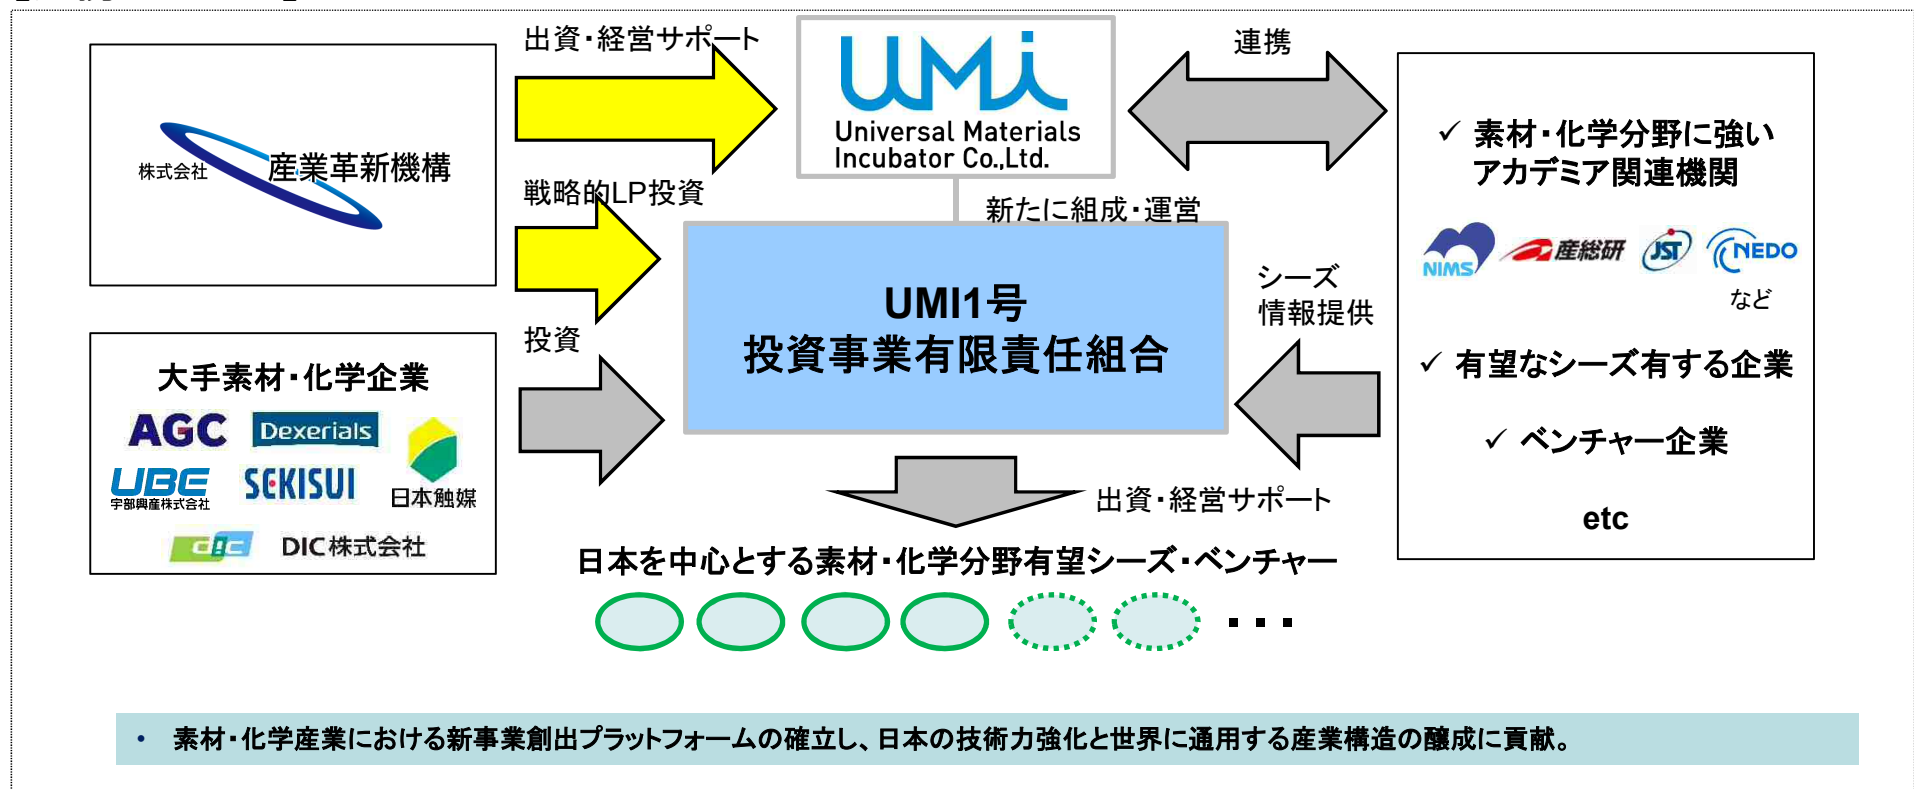 出資・経営サポート
UMi
Universal Materials
Incubator Co.,Ltd.
連携
株式会社 産業革新機構
戦略的LP投資
新たに組成・運営
✓ 素材・化学分野に強い
アカデミア関連機関
NIMS 産総研 JST NEDO
など
UMI1号
投資事業有限責任組合
シーズ
情報提供
投資
大手素材・化学企業
AGC Dexerials
UBE
宇部興産株式会社
SEKISUI
日本触媒
DIC DIC株式会社
✓ 有望なシーズ有する企業
✓ ベンチャー企業
etc
出資・経営サポート
日本を中心とする素材・化学分野有望シーズ・ベンチャー
・・・
• 素材・化学産業における新事業創出プラットフォームの確立し、日本の技術力強化と世界に通用する産業構造の醸成に貢献。